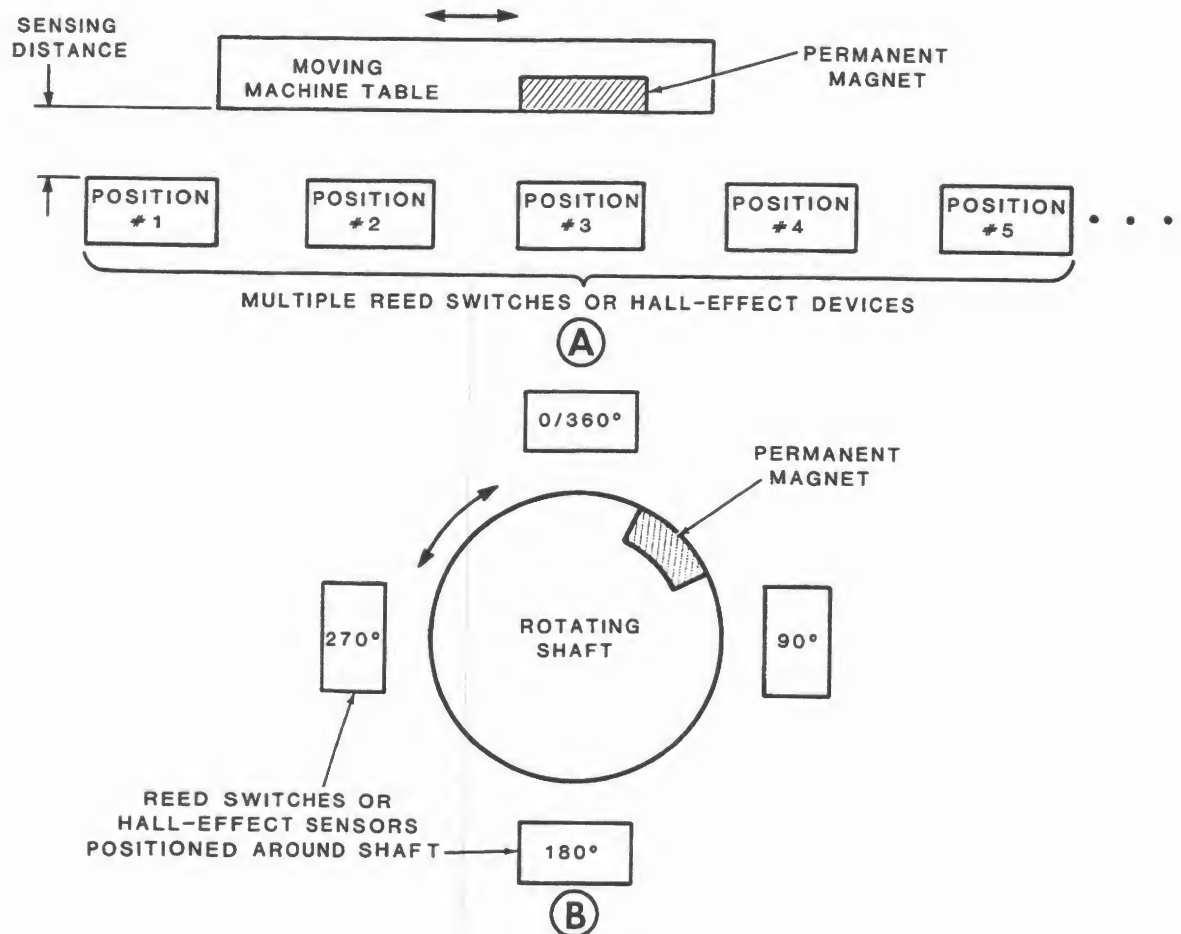 SENSING
DISTANCE
MOVING
MACHINE TABLE
PERMANENT
MAGNET
POSITION
#1
POSITION
#2
POSITION
#3
POSITION
#4
POSITION
#5
• • •
MULTIPLE REED SWITCHES OR HALL-EFFECT DEVICES
A
0/360°
PERMANENT
MAGNET
270°
ROTATING
SHAFT
90°
REED SWITCHES OR
HALL-EFFECT SENSORS
POSITIONED AROUND SHAFT
180°
B